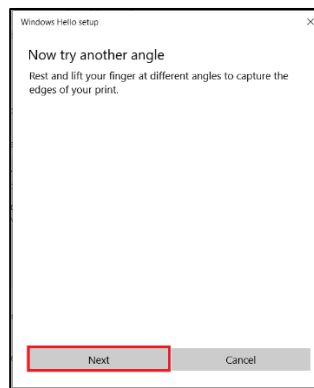 Windows Hello setup
Now try another angle
Rest and lift your finger at different angles to capture the
edges of your print.
Next
Cancel